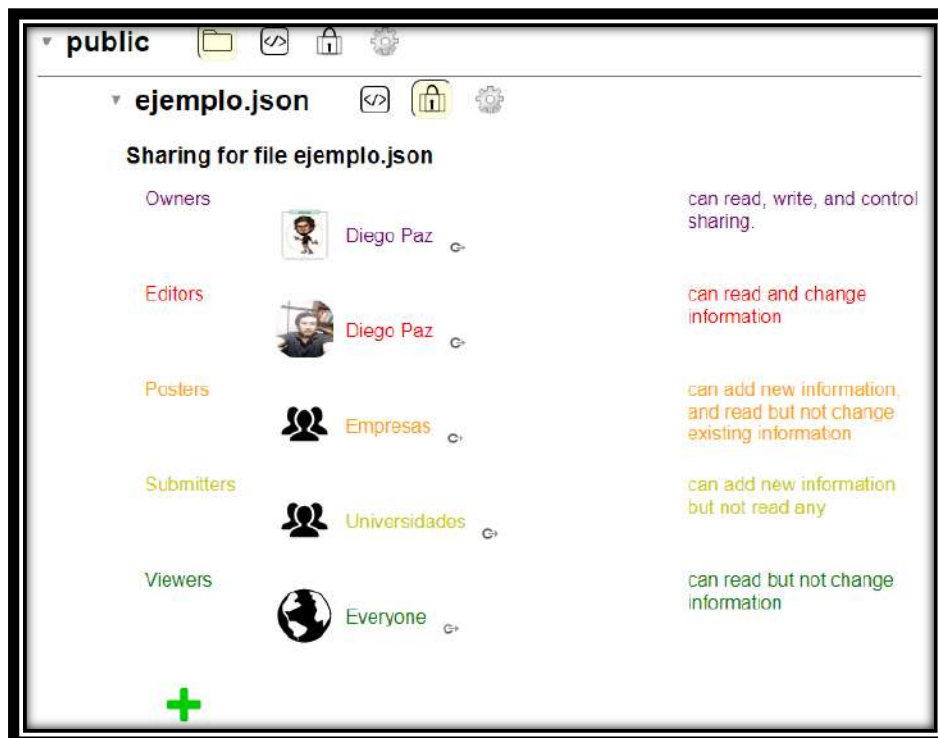 public
ejemplo.json
Sharing for file ejemplo.json
Owners
Diego Paz
can read, write, and control
sharing.
Editors
Diego Paz
can read and change
information
Posters
Empresas
can add new information,
and read but not change
existing information
Submitters
Universidados
can add new information
but not read any
Viewers
Everyone
can read but not change
information